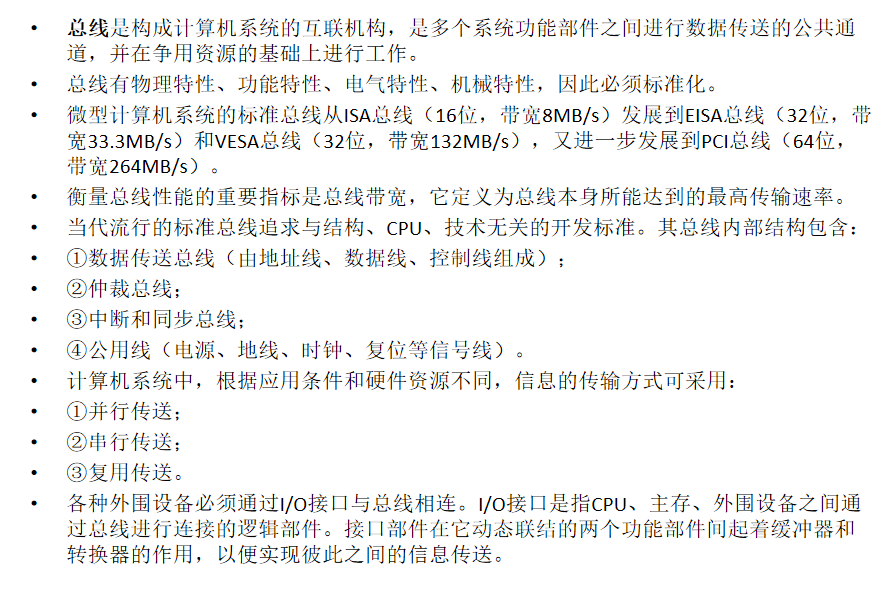 • 总线是构成计算机系统的互联机构，是多个系统功能部件之间进行数据传送的公共通
道，并在争用资源的基础上进行工作。
• 总线有物理特性、功能特性、电气特性、机械特性，因此必须标准化。
• 微型计算机系统的标准总线从ISA总线（16位，带宽8MB/s）发展到EISA总线（32位，带
宽33.3MB/s）和VESA总线（32位，带宽132MB/s），又进一步发展到PCI总线（64位，
带宽264MB/s）。
• 衡量总线性能的重要指标是总线带宽，它定义为总线本身所能达到的最高传输速率。
• 当代流行的标准总线追求与结构、CPU、技术无关的开发标准。其总线内部结构包含：
• ①数据传送总线（由地址线、数据线、控制线组成）；
• ②仲裁总线；
• ③中断和同步总线；
• ④公用线（电源、地线、时钟、复位等信号线）。
• 计算机系统中，根据应用条件和硬件资源不同，信息的传输方式可采用：
• ①并行传送；
• ②串行传送；
• ③复用传送。
• 各种外围设备必须通过I/O接口与总线相连。I/O接口是指CPU、主存、外围设备之间通
过总线进行连接的逻辑部件。接口部件在它动态联结的两个功能部件间起着缓冲器和
转换器的作用，以便实现彼此之间的信息传送。